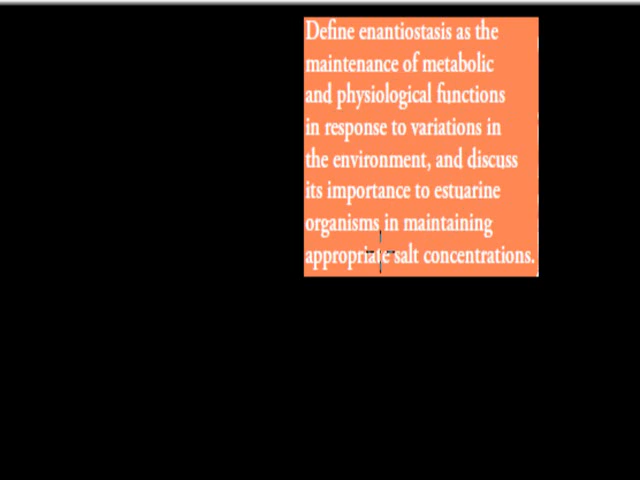 Define enantiostasis as the
maintenance of metabolic
and physiological functions
in response to variations in
the environment, and discuss
its importance to estuarine
organisms in maintaining
appropriate salt concentrations.